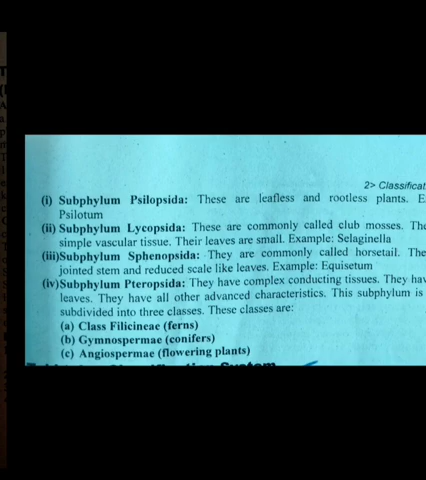 2> Classificat
(i) Subphylum Psilopsida: These are leafless and rootless plants. E
Psilotum
(ii) Subphylum Lycopsida: These are commonly called club mosses. The
simple vascular tissue. Their leaves are small. Example: Selaginella
(iii)Subphylum Sphenopsida: They are commonly called horsetail. The
jointed stem and reduced scale like leaves. Example: Equisetum
(iv)Subphylum Pteropsida: They have complex conducting tissues. They hav
leaves. They have all other advanced characteristics. This subphylum is
subdivided into three classes. These classes are:
(a) Class Filicineae (ferns)
(b) Gymnospermae (conifers)
(c) Angiospermae (flowering plants)